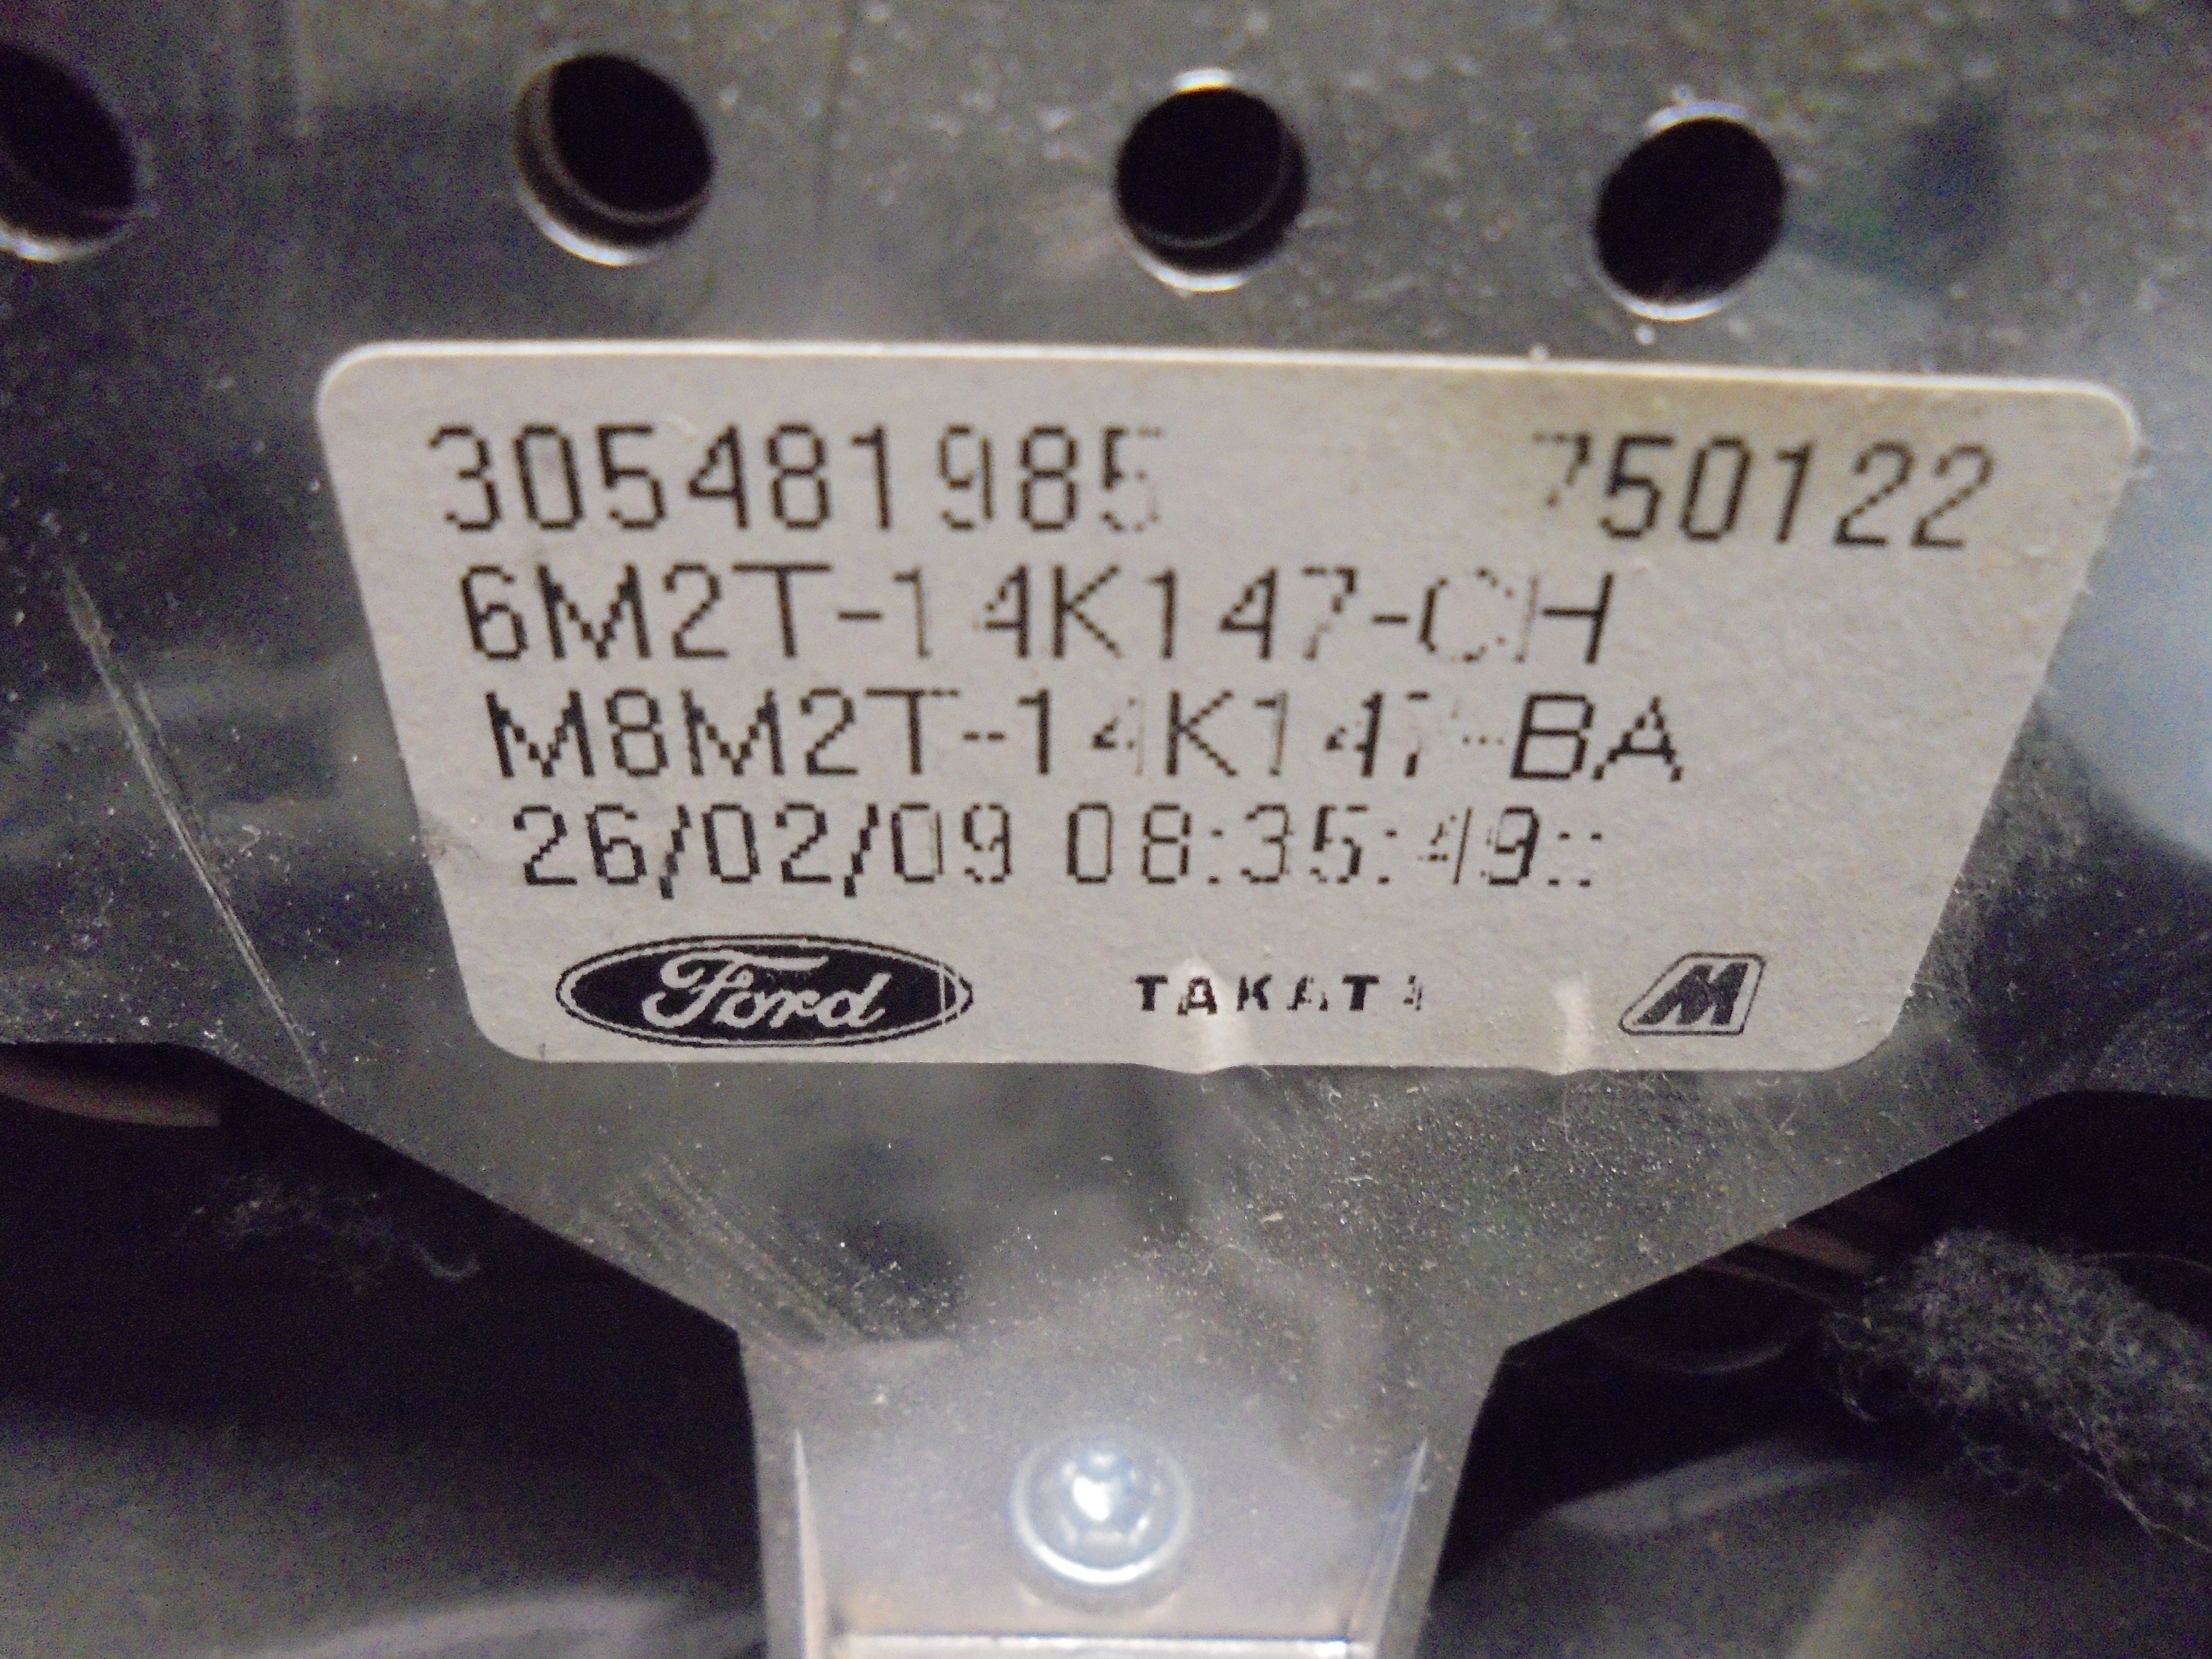 305481985 750122
6M2T-14K147-CH
M8M2T-14K147-BA
26/02/09 08:35:49::
Ford TAKATA M